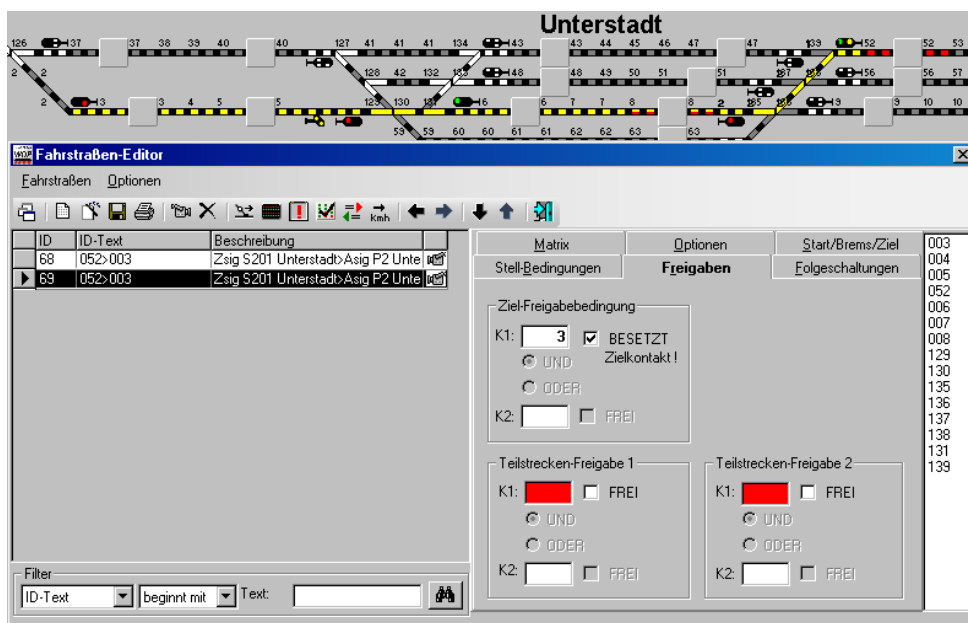 Unterstadt
126 37 37 38 39 40 40 127 41 41 41 134 43 43 44 45 46 47 47 139 52 52 53
2 2 128 42 132 133 48 48 49 50 51 51 56 56 57
2 3 3 4 5 5 129 130 6 6 7 7 8 8 2 9 9 10 10
59 59 60 60 61 61 62 62 63 63
Fahrstraßen-Editor
Fahrstraßen Optionen
kmh
ID ID-Text Beschreibung
68 052>003 Zsig S201 Unterstadt>Asig P2 Unte
69 052>003 Zsig S201 Unterstadt>Asig P2 Unte
Filter
ID-Text beginnt mit Text:
Matrix Optionen Start/Brems/Ziel
Stell-Bedingungen Freigaben Folgeschaltungen
Ziel-Freigabebedingung
K1: 3 BESETZT
Zielkontakt !
UND
ODER
K2: FREI
Teilstrecken-Freigabe 1
K1: FREI
UND
ODER
K2: FREI
Teilstrecken-Freigabe 2
K1: FREI
UND
ODER
K2: FREI
003
004
005
052
006
007
008
129
130
135
136
137
138
131
139